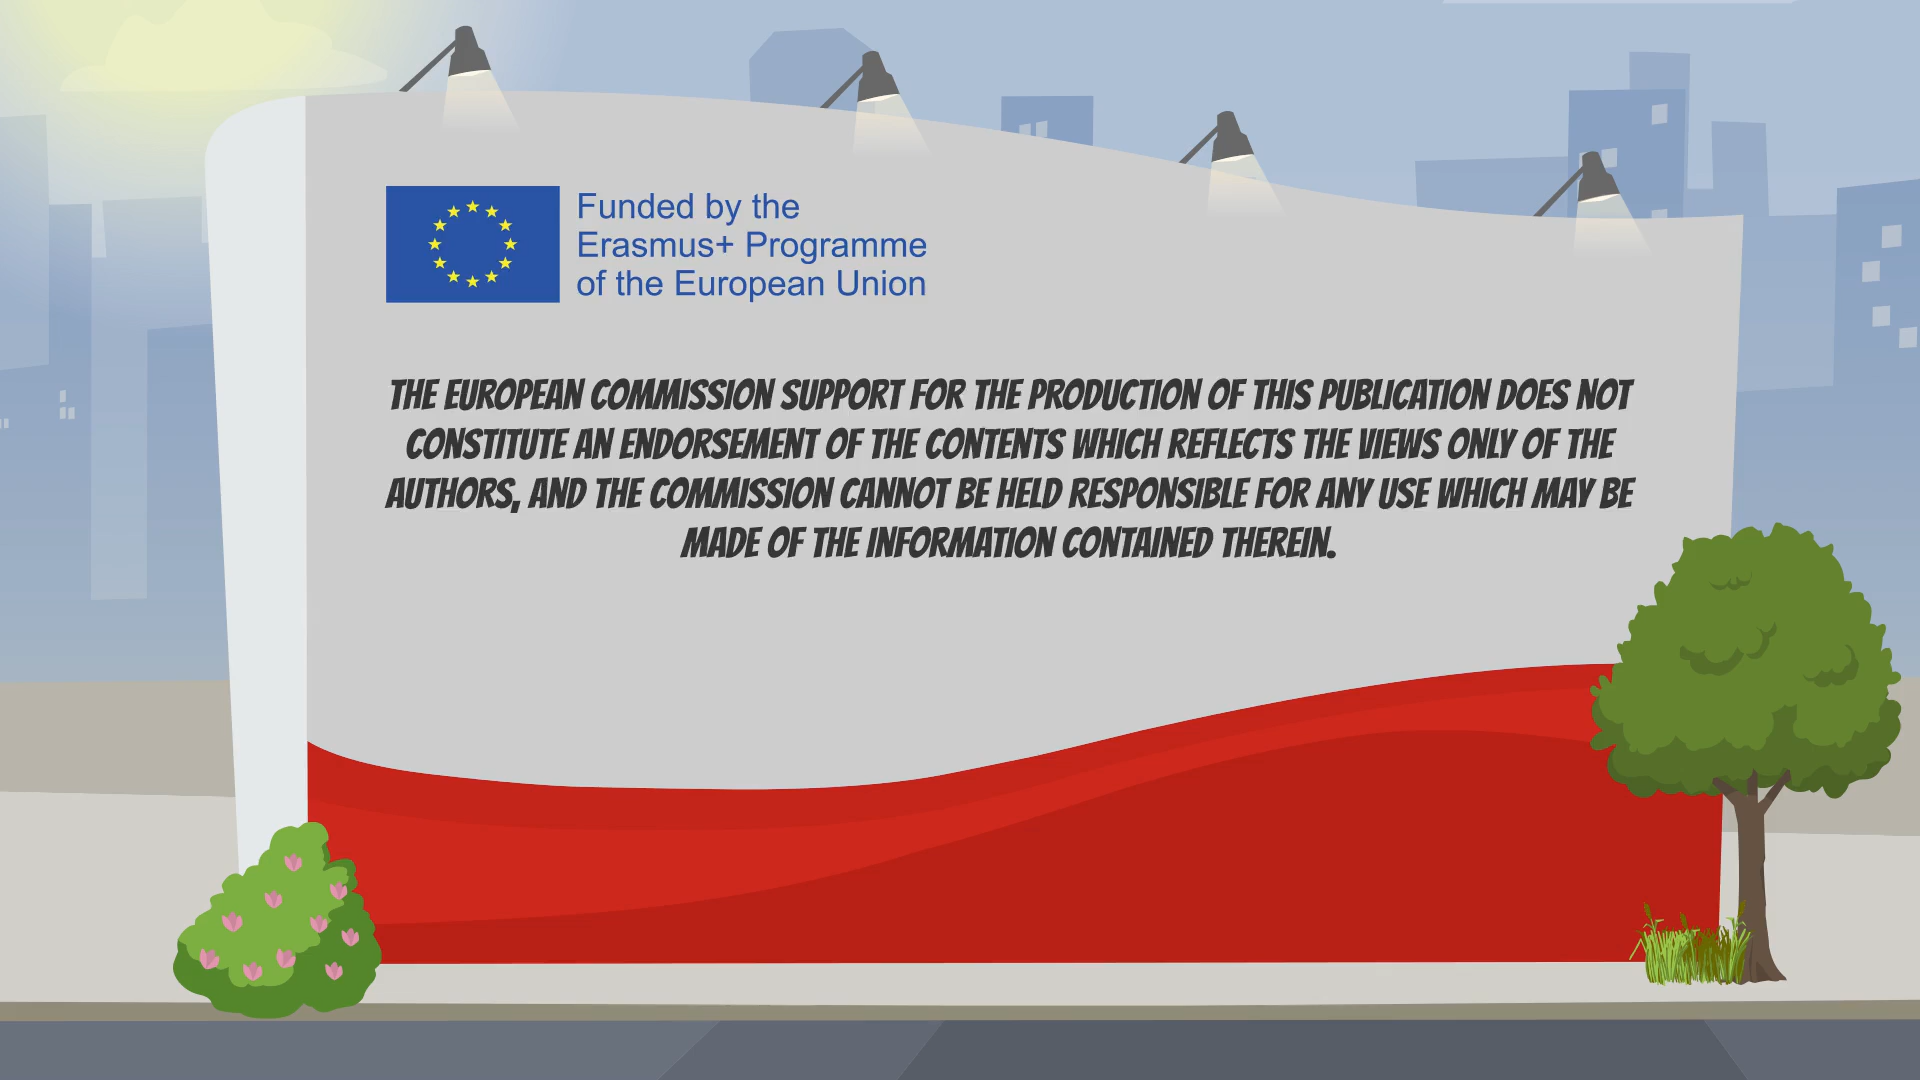 Funded by the
Erasmus+ Programme
of the European Union
THE EUROPEAN COMMISSION SUPPORT FOR THE PRODUCTION OF THIS PUBLICATION DOES NOT
CONSTITUTE AN ENDORSEMENT OF THE CONTENTS WHICH REFLECTS THE VIEWS ONLY OF THE
AUTHORS, AND THE COMMISSION CANNOT BE HELD RESPONSIBLE FOR ANY USE WHICH MAY BE
MADE OF THE INFORMATION CONTAINED THEREIN.